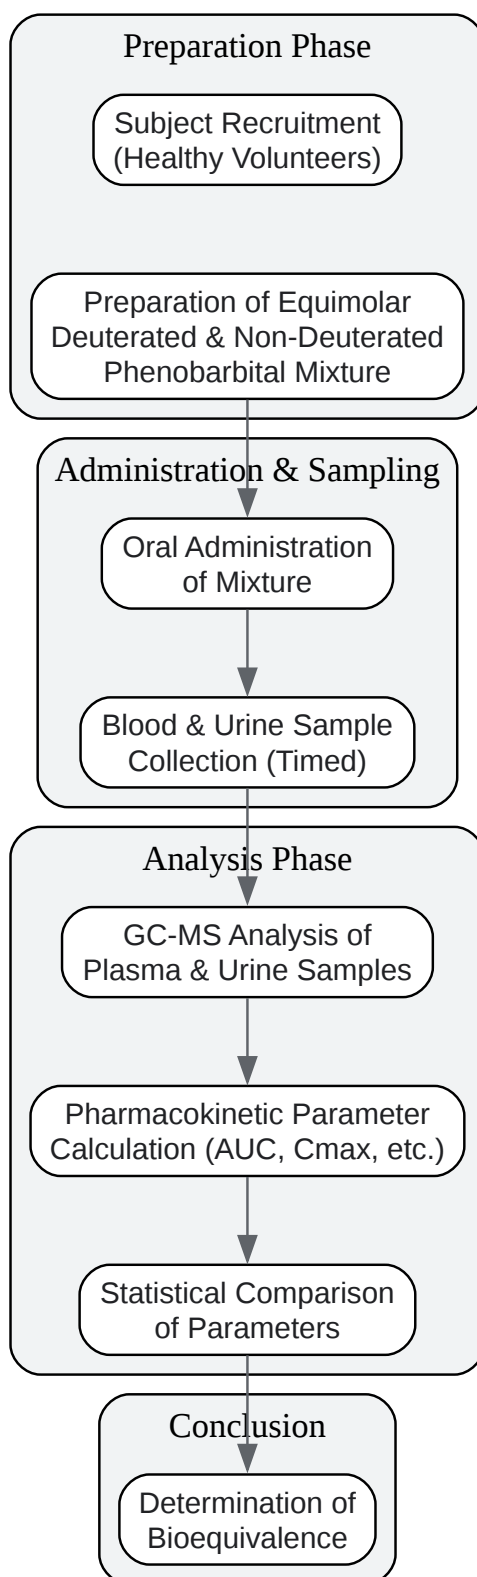 Preparation Phase
Subject Recruitment
(Healthy Volunteers)
Preparation of Equimolar
Deuterated & Non-Deuterated
Phenobarbital Mixture
Administration & Sampling
Oral Administration
of Mixture
Blood & Urine Sample
Collection (Timed)
Analysis Phase
GC-MS Analysis of
Plasma & Urine Samples
Pharmacokinetic Parameter
Calculation (AUC, Cmax, etc.)
Statistical Comparison
of Parameters
Conclusion
Determination of
Bioequivalence